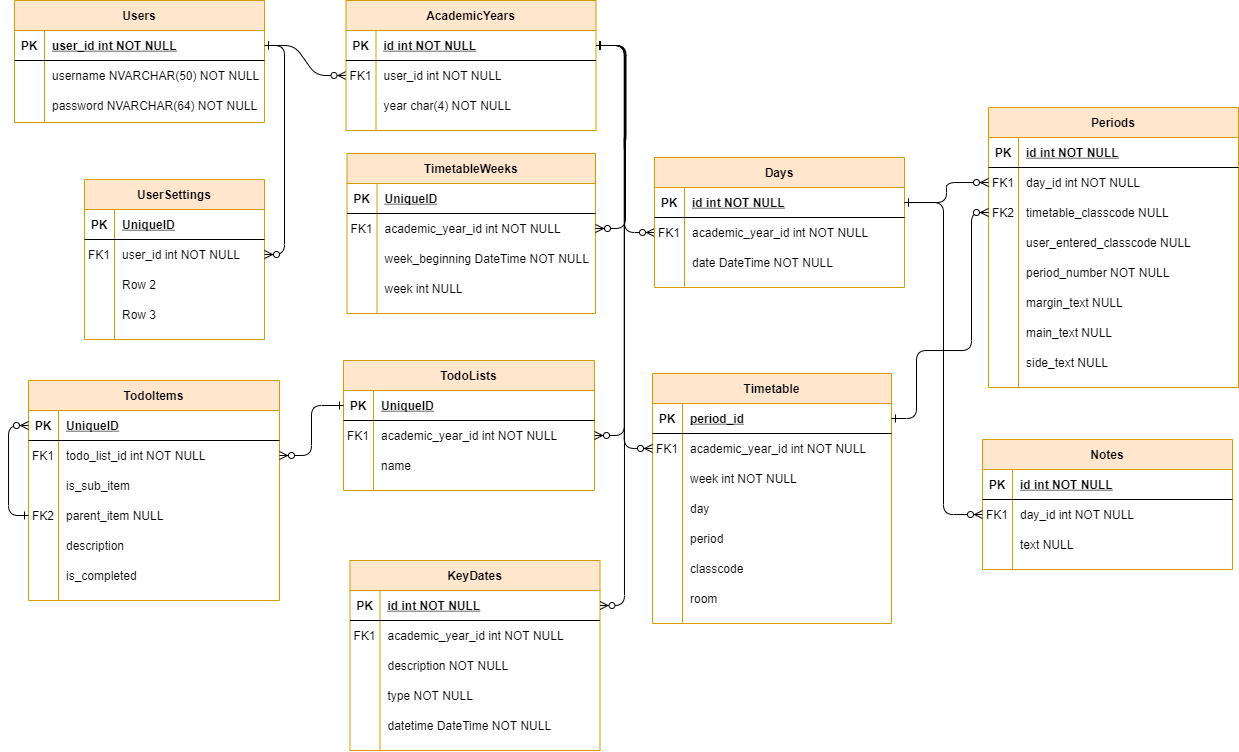 Users
PK user_id int NOT NULL
username NVARCHAR(50) NOT NULL
password NVARCHAR(64) NOT NULL
AcademicYears
PK id int NOT NULL
FK1 user_id int NOT NULL
year char(4) NOT NULL
UserSettings
PK UniqueID
FK1 user_id int NOT NULL
Row 2
Row 3
TimetableWeeks
PK UniqueID
FK1 academic_year_id int NOT NULL
week_beginning DateTime NOT NULL
week int NULL
Days
PK id int NOT NULL
FK1 academic_year_id int NOT NULL
date DateTime NOT NULL
Periods
PK id int NOT NULL
FK1 day_id int NOT NULL
FK2 timetable_classcode NULL
user_entered_classcode NULL
period_number NOT NULL
margin_text NULL
main_text NULL
side_text NULL
TodoItems
PK UniqueID
FK1 todo_list_id int NOT NULL
is_sub_item
FK2 parent_item NULL
description
is_completed
TodoLists
PK UniqueID
FK1 academic_year_id int NOT NULL
name
Timetable
PK period_id
FK1 academic_year_id int NOT NULL
week int NOT NULL
day
period
classcode
room
Notes
PK id int NOT NULL
FK1 day_id int NOT NULL
text NULL
KeyDates
PK id int NOT NULL
FK1 academic_year_id int NOT NULL
description NOT NULL
type NOT NULL
datetime DateTime NOT NULL